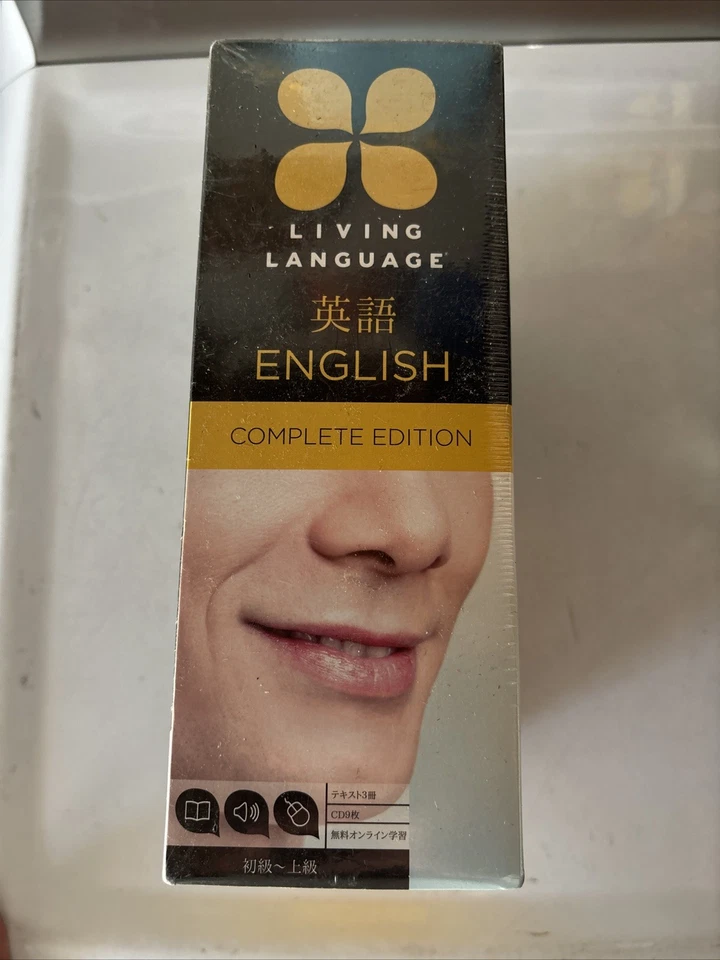 LIVING
LANGUAGE
英語
ENGLISH
COMPLETE EDITION
テキスト3冊
CD9枚
無料オンライン学習
初級〜上級